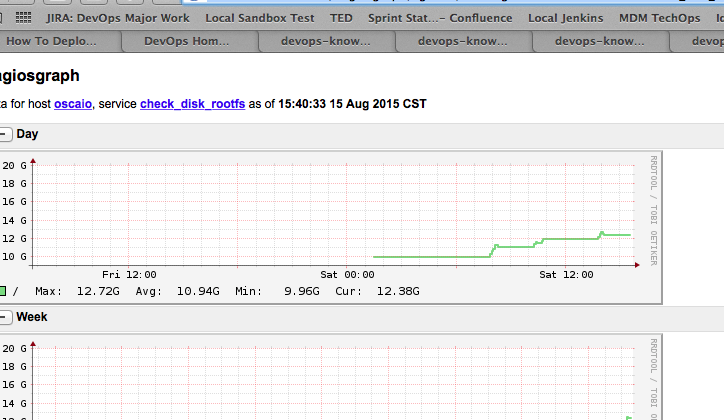 JIRA: DevOps Major Work Local Sandbox Test TED Sprint Stat...- Confluence Local Jenkins MDM TechOps
How To Deplo... DevOps Hom... devops-know... devops-know... devops-know...
agiosgraph
ta for host oscaio, service check_disk_rootfs as of 15:40:33 15 Aug 2015 CST
Day
20 G
18 G
16 G
14 G
12 G
10 G
Fri 12:00 Sat 00:00 Sat 12:00
RRDTOOL / TOBI OETIKER
/ Max: 12.72G Avg: 10.94G Min: 9.96G Cur: 12.38G
Week
20 G
18 G
16 G
14 G
RRDTOOL / TOBI